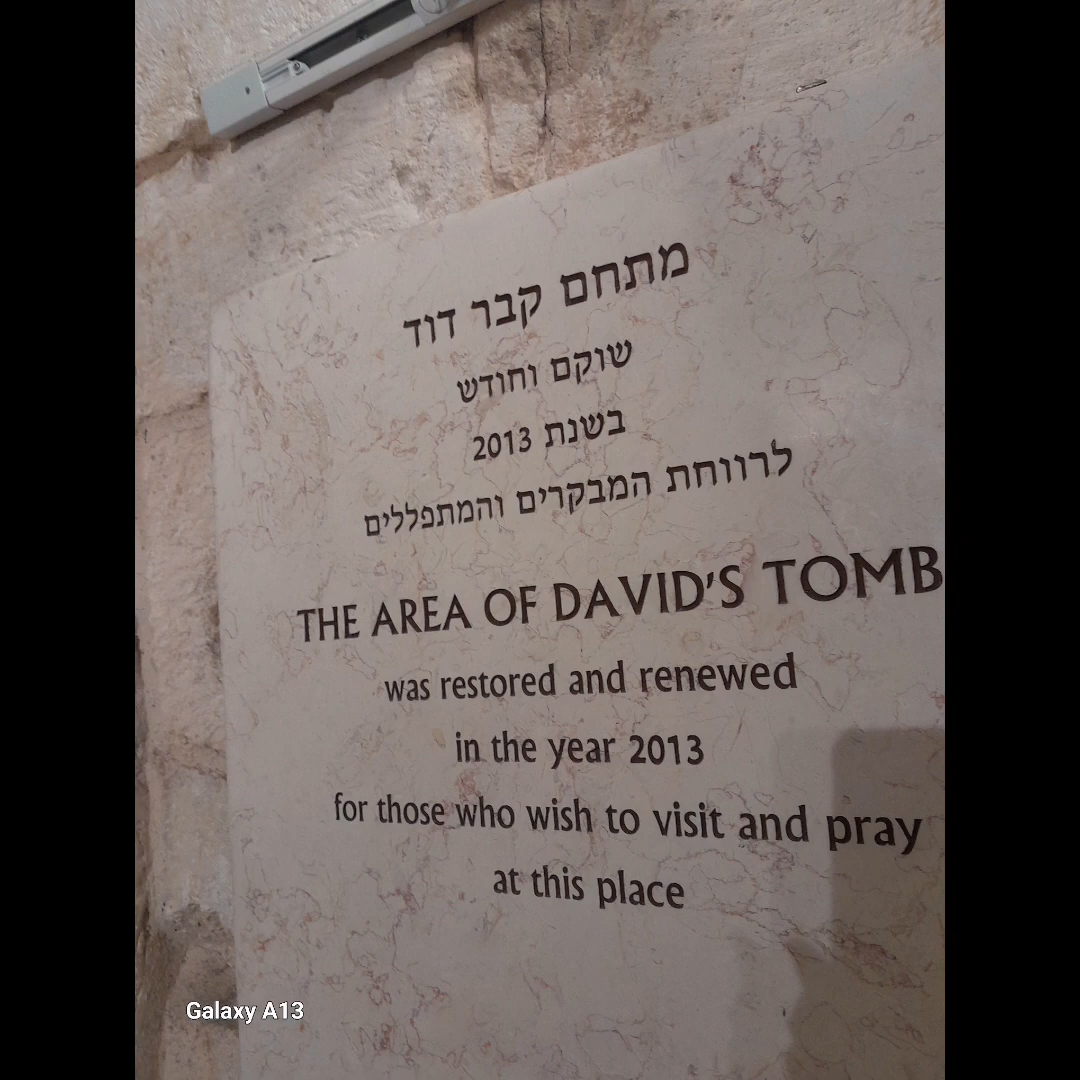 מתחם קבר דוד
שוקם וחודש
בשנת 2013
לרווחת המבקרים והמתפללים
THE AREA OF DAVID'S TOMB
was restored and renewed
in the year 2013
for those who wish to visit and pray
at this place
Galaxy A13